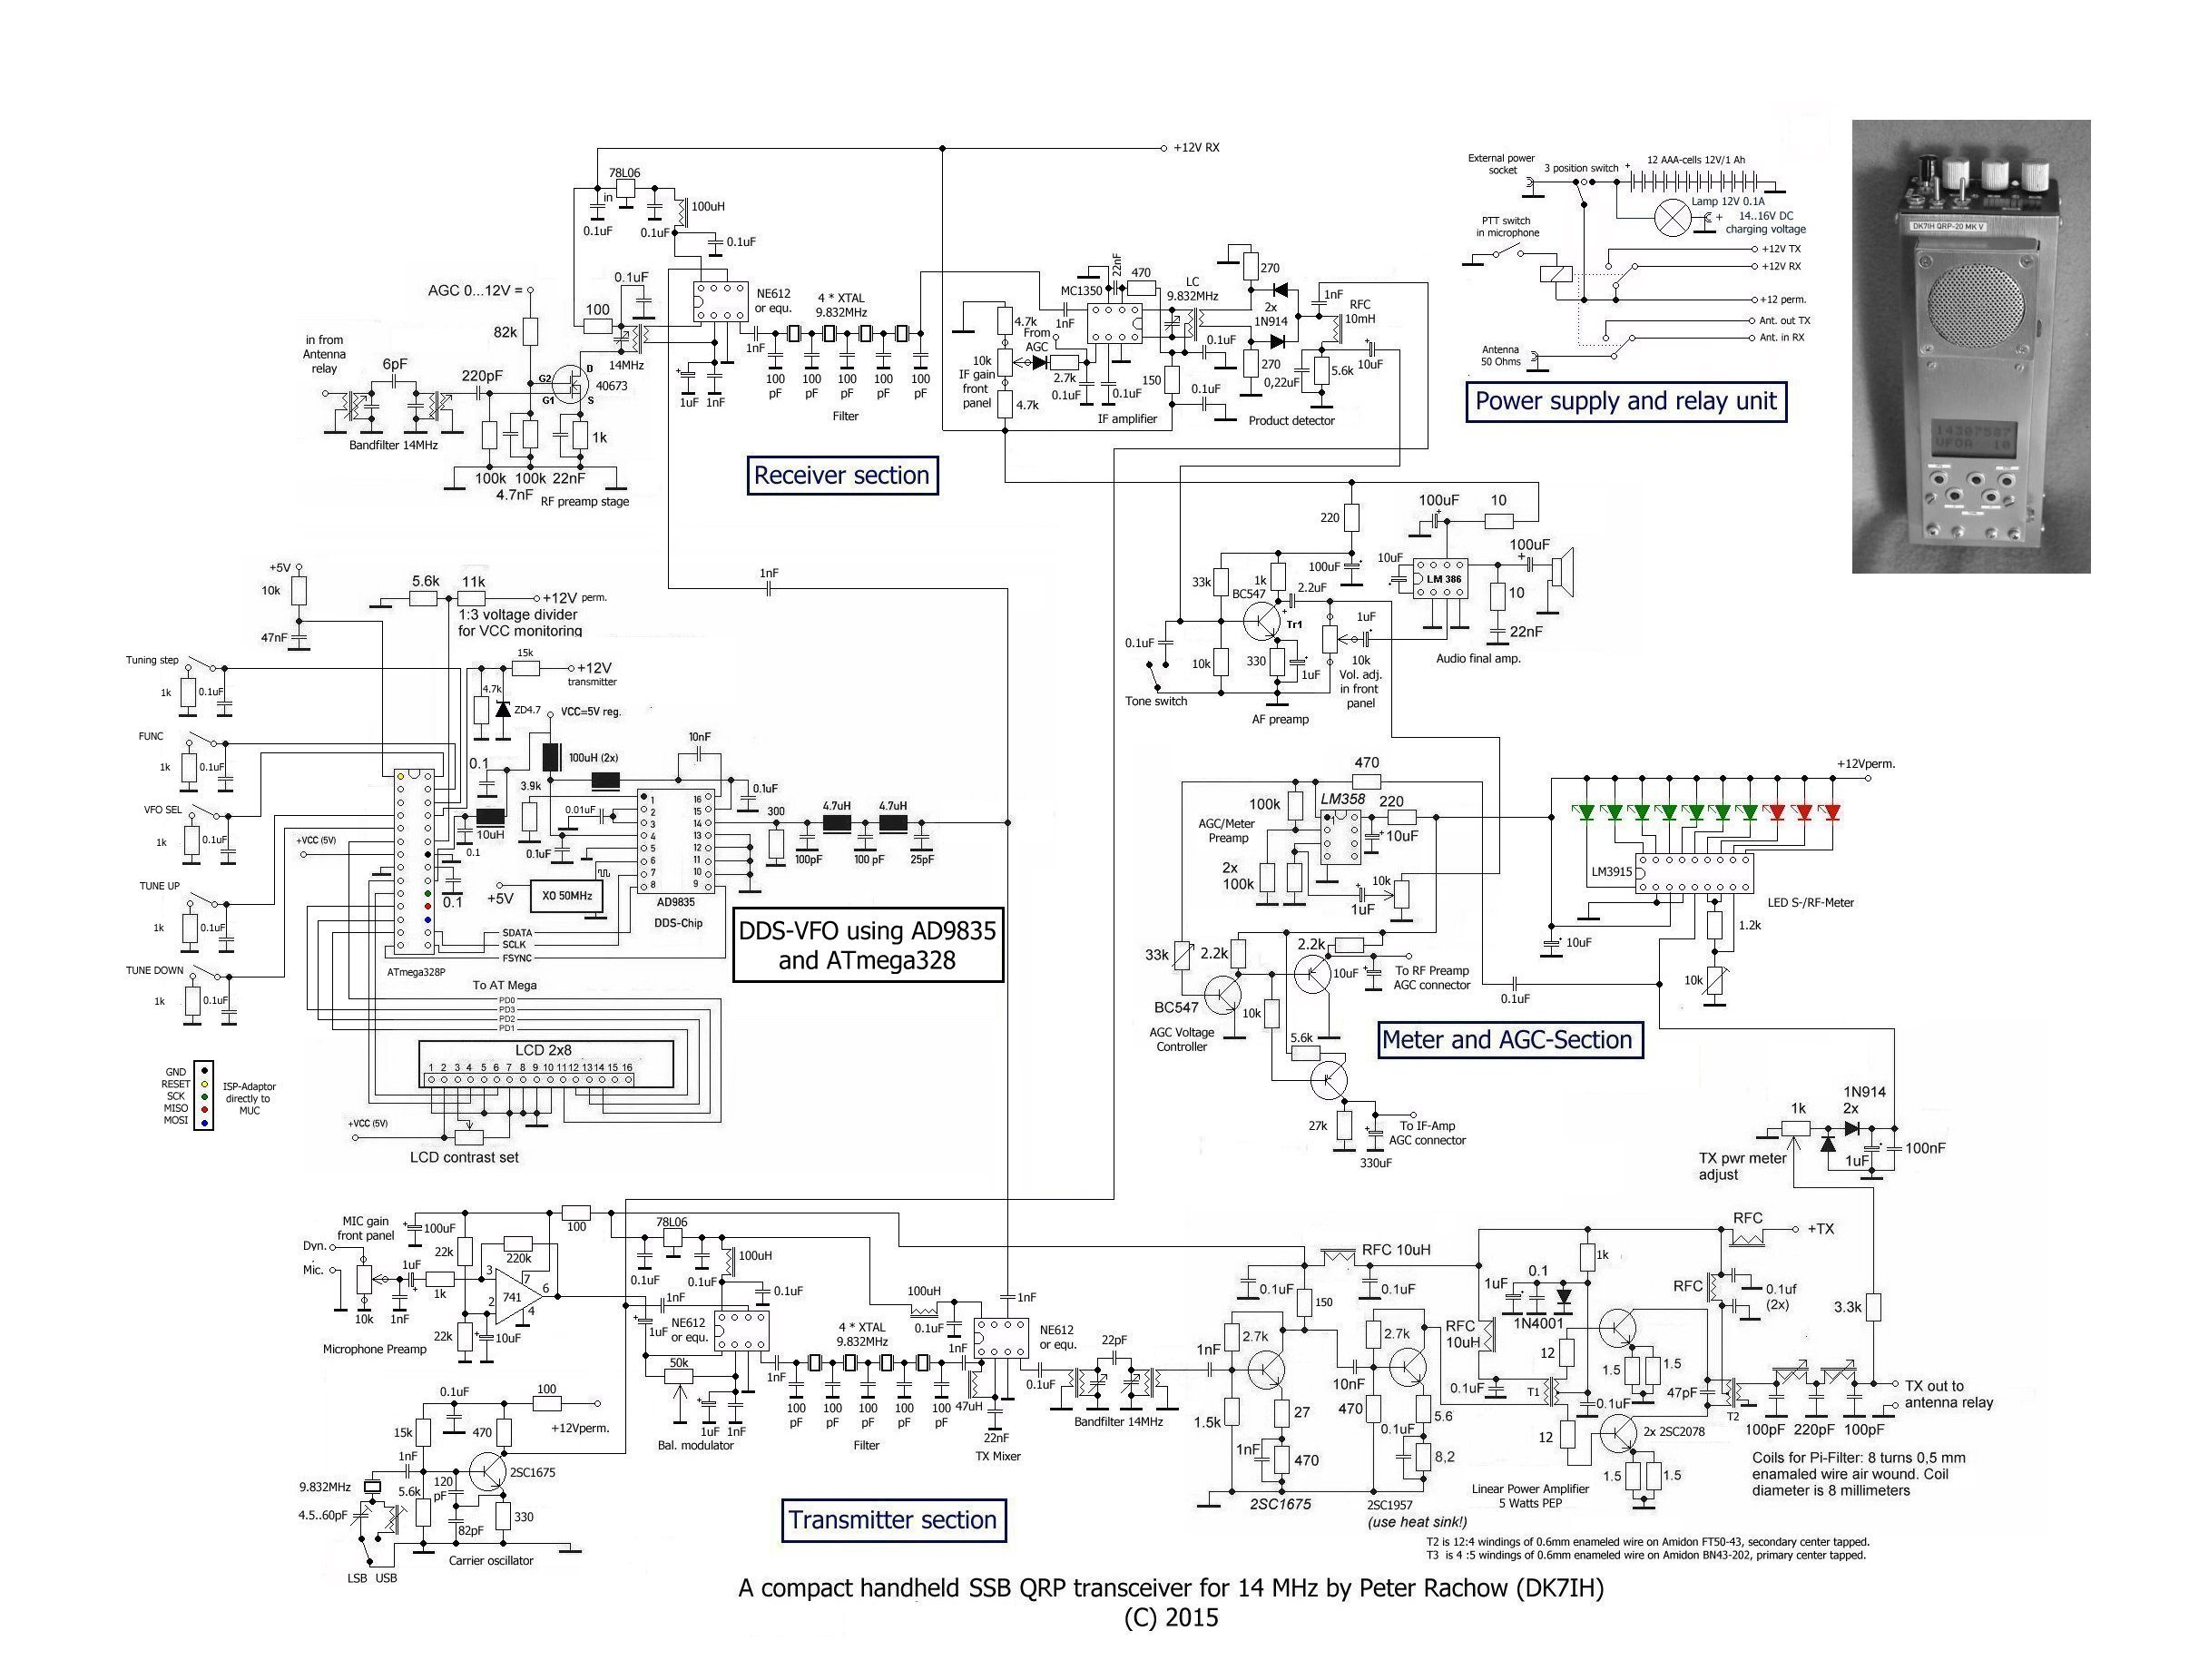 +12V RX
78L06
in
0.1uF
0.1uF
100uH
0.1uF
AGC 0...12V =
82k
100
0.1uF
14MHz
NE612
or equ.
4 * XTAL
9.832MHz
1nF
100
pF
100
pF
100
pF
100
pF
100
pF
Filter
1uF
1nF
in from
Antenna
relay
6pF
220pF
Bandfilter 14MHz
G2
G1
D
S
40673
1k
100k
100k
22nF
4.7nF
RF preamp stage
Receiver section
4.7k
From
AGC
10k
IF gain
front
panel
4.7k
2.7k
0.1uF
1nF
MC1350
22nF
470
0.1uF
IF amplifier
150
0.1uF
0.1uF
LC
9.832MHz
270
2x
1N914
270
0,22uF
1nF
RFC
10mH
5.6k
10uF
Product detector
External power
socket
3 position switch
12 AAA-cells 12V/1 Ah
Lamp 12V 0.1A
14..16V DC
charging voltage
PTT switch
in microphone
+12V TX
+12V RX
+12 perm.
Ant. out TX
Ant. in RX
Antenna
50 Ohms
Power supply and relay unit
DK7IH QRP-20 MK V
220
100uF
10
100uF
10uF
LM 386
100uF
10
22nF
Audio final amp.
33k
1k
BC547
2.2uF
Tr1
1uF
0.1uF
10k
330
1uF
10k
Vol. adj.
in front
panel
Tone switch
AF preamp
+5V
10k
47nF
5.6k
11k
+12V perm.
1:3 voltage divider
for VCC monitoring
15k
+12V
transmitter
4.7k
ZD4.7
VCC=5V reg.
Tuning step
1k
0.1uF
FUNC
1k
0.1uF
VFO SEL
1k
0.1uF
+VCC (5V)
TUNE UP
1k
0.1uF
TUNE DOWN
1k
0.1uF
0.1
10uH
0.1
0.1
3.9k
100uH (2x)
10nF
0.1uF
0.01uF
0.1uF
1
2
3
4
5
6
7
8
16
15
14
13
12
11
10
9
AD9835
DDS-Chip
+5V
XO 50MHz
300
4.7uH
4.7uH
100pF
100 pF
25pF
1nF
SDATA
SCLK
FSYNC
ATmega328P
DDS-VFO using AD9835
and ATmega328
To AT Mega
PD0
PD3
PD2
PD1
LCD 2x8
1 2 3 4 5 6 7 8 9 10 11 12 13 14 15 16
GND
RESET
SCK
MISO
MOSI
ISP-Adaptor
directly to
MUC
+VCC (5V)
LCD contrast set
470
100k
LM358
220
1
10uF
AGC/Meter
Preamp
2x
100k
1uF
10k
+12Vperm.
LM3915
LED S-/RF-Meter
10uF
1.2k
10k
0.1uF
33k
2.2k
2.2k
10uF
To RF Preamp
AGC connector
BC547
10k
AGC Voltage
Controller
5.6k
27k
To IF-Amp
AGC connector
330uF
Meter and AGC-Section
1N914
2x
1k
TX pwr meter
adjust
1uF
100nF
MIC gain
front panel
Dyn.
Mic.
100uF
22k
220k
100
1uF
1k
3
7
741
6
2
4
10k
1nF
22k
10uF
Microphone Preamp
78L06
0.1uF
0.1uF
100uH
0.1uF
1nF
1uF
NE612
or equ.
50k
1uF
1nF
Bal. modulator
4 * XTAL
9.832MHz
1nF
100
pF
100
pF
100
pF
100
pF
100
pF
Filter
100uH
0.1uF
1nF
1nF
NE612
or equ.
47uH
22nF
TX Mixer
0.1uF
22pF
Bandfilter 14MHz
0.1uF
100
15k
470
+12Vperm.
1nF
2SC1675
9.832MHz
120
pF
5.6k
4.5..60pF
82pF
330
Carrier oscillator
LSB USB
Transmitter section
0.1uF
RFC 10uH
0.1uF
150
2.7k
1nF
1.5k
27
1nF
470
2SC1675
2.7k
10nF
470
5.6
0.1uF
8,2
2SC1957
(use heat sink!)
RFC
10uH
0.1uF
T1
1uF
0.1
1N4001
1k
12
12
0.1uF
1.5
1.5
1.5
1.5
2x 2SC2078
Linear Power Amplifier
5 Watts PEP
RFC
+TX
RFC
0.1uf
(2x)
47pF
T2
3.3k
TX out to
antenna relay
100pF
220pF
100pF
Coils for Pi-Filter: 8 turns 0,5 mm
enamaled wire air wound. Coil
diameter is 8 millimeters
T2 is 12:4 windings of 0.6mm enameled wire on Amidon FT50-43, secondary center tapped.
T3 is 4 :5 windings of 0.6mm enameled wire on Amidon BN43-202, primary center tapped.
A compact handheld SSB QRP transceiver for 14 MHz by Peter Rachow (DK7IH)
(C) 2015